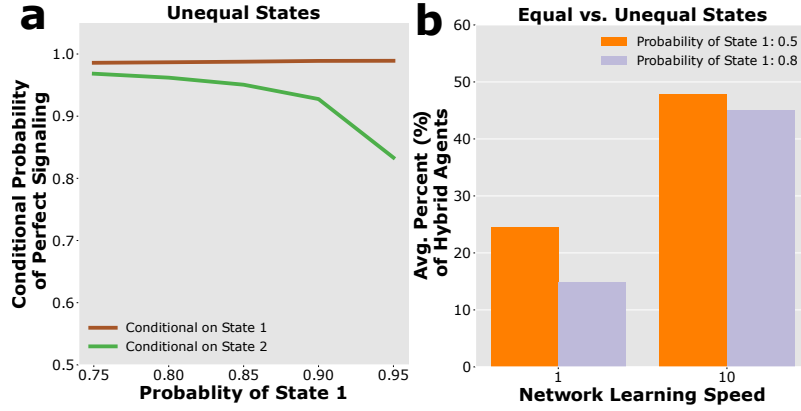 a
Unequal States
Conditional Probability
of Perfect Signaling
1.0
0.9
0.8
0.7
0.6
0.5
Conditional on State 1
Conditional on State 2
0.75
0.80
0.85
0.90
0.95
Probablity of State 1
b
Equal vs. Unequal States
Avg. Percent (%)
of Hybrid Agents
60
50
40
30
20
10
0
Probability of State 1: 0.5
Probability of State 1: 0.8
1
10
Network Learning Speed